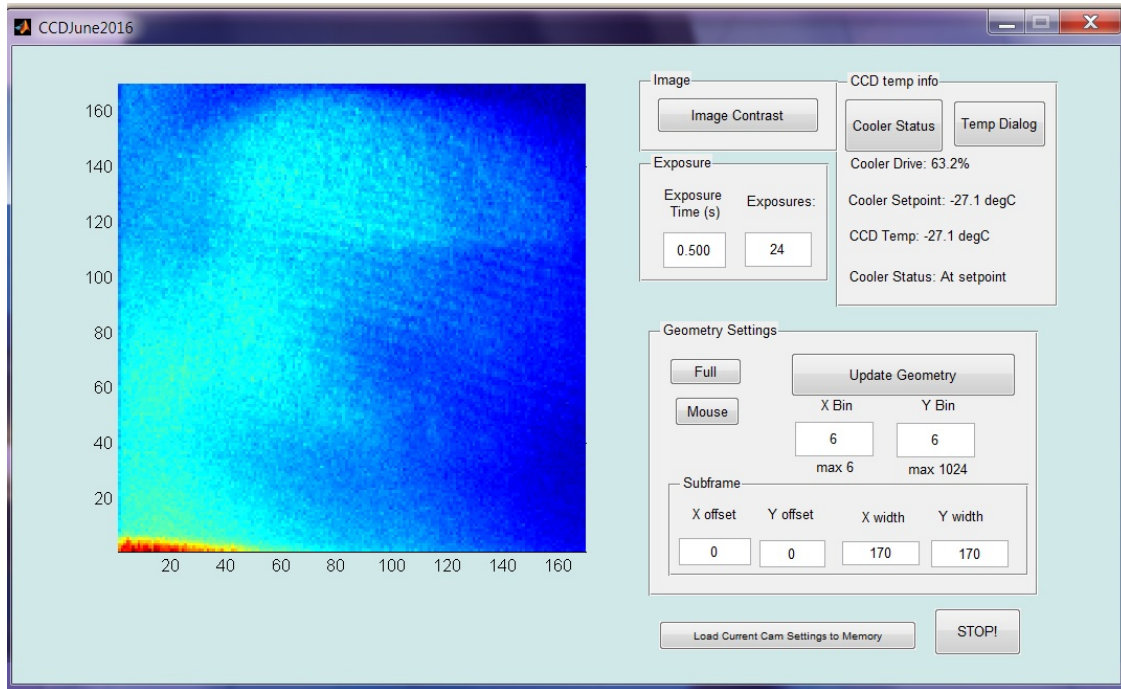 CCDJune2016
160
140
120
100
80
60
40
20
20 40 60 80 100 120 140 160
Image
Image Contrast
Exposure
Exposure Time (s)
Exposures:
0.500
24
CCD temp info
Cooler Status
Temp Dialog
Cooler Drive: 63.2%
Cooler Setpoint: -27.1 degC
CCD Temp: -27.1 degC
Cooler Status: At setpoint
Geometry Settings
Full
Mouse
Update Geometry
X Bin
Y Bin
6
6
max 6
max 1024
Subframe
X offset
Y offset
X width
Y width
0
0
170
170
Load Current Cam Settings to Memory
STOP!